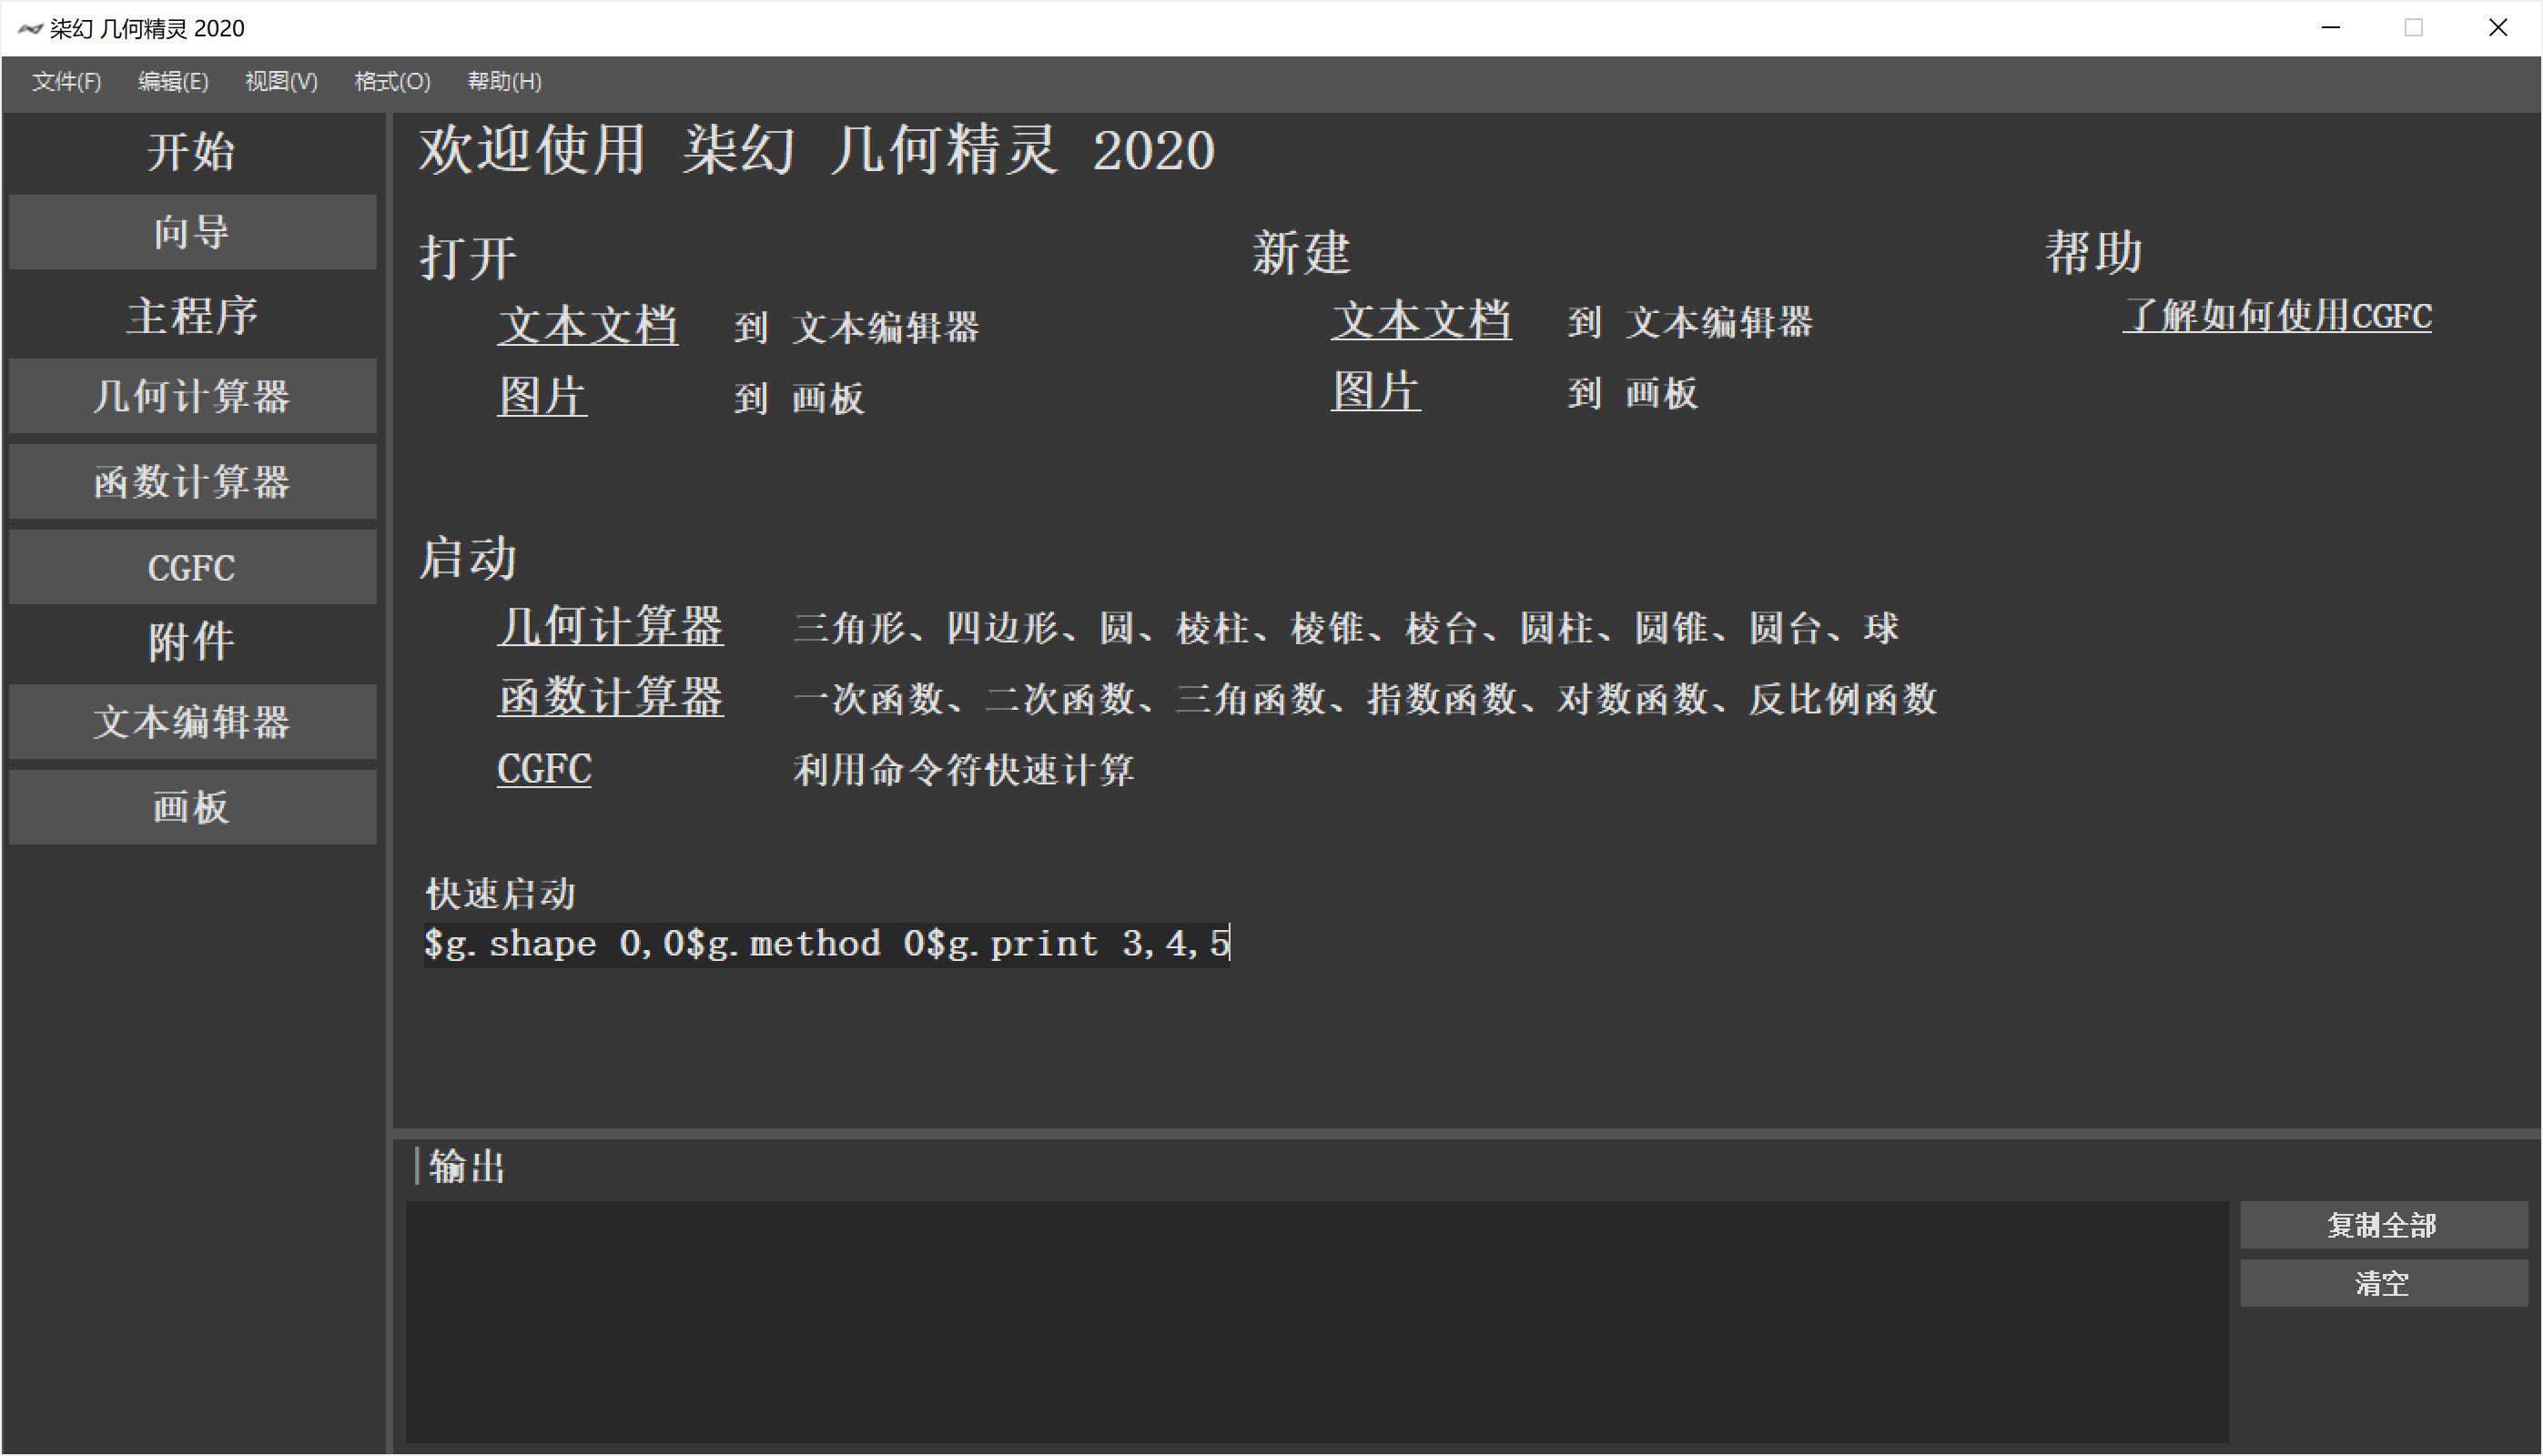 柒幻 几何精灵 2020
文件(F) 编辑(E) 视图(V) 格式(O) 帮助(H)
开始
向导
主程序
几何计算器
函数计算器
CGFC
附件
文本编辑器
画板
欢迎使用 柒幻 几何精灵 2020
打开
文本文档 到 文本编辑器
图片 到 画板
新建
文本文档 到 文本编辑器
图片 到 画板
帮助
了解如何使用CGFC
启动
几何计算器 三角形、四边形、圆、棱柱、棱锥、棱台、圆柱、圆锥、圆台、球
函数计算器 一次函数、二次函数、三角函数、指数函数、对数函数、反比例函数
CGFC 利用命令符快速计算
快速启动
$g.shape 0,0$g.method 0$g.print 3,4,5
输出
复制全部
清空